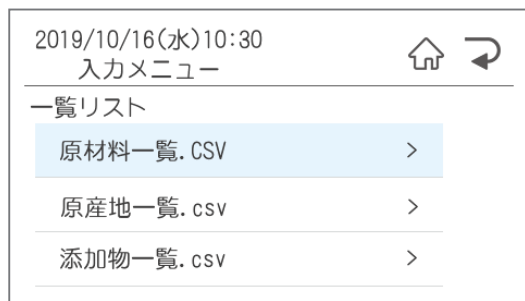 2019/10/16(水)10:30
入力メニュー
一覧リスト
原材料一覧.CSV
原産地一覧.csv
添加物一覧.csv